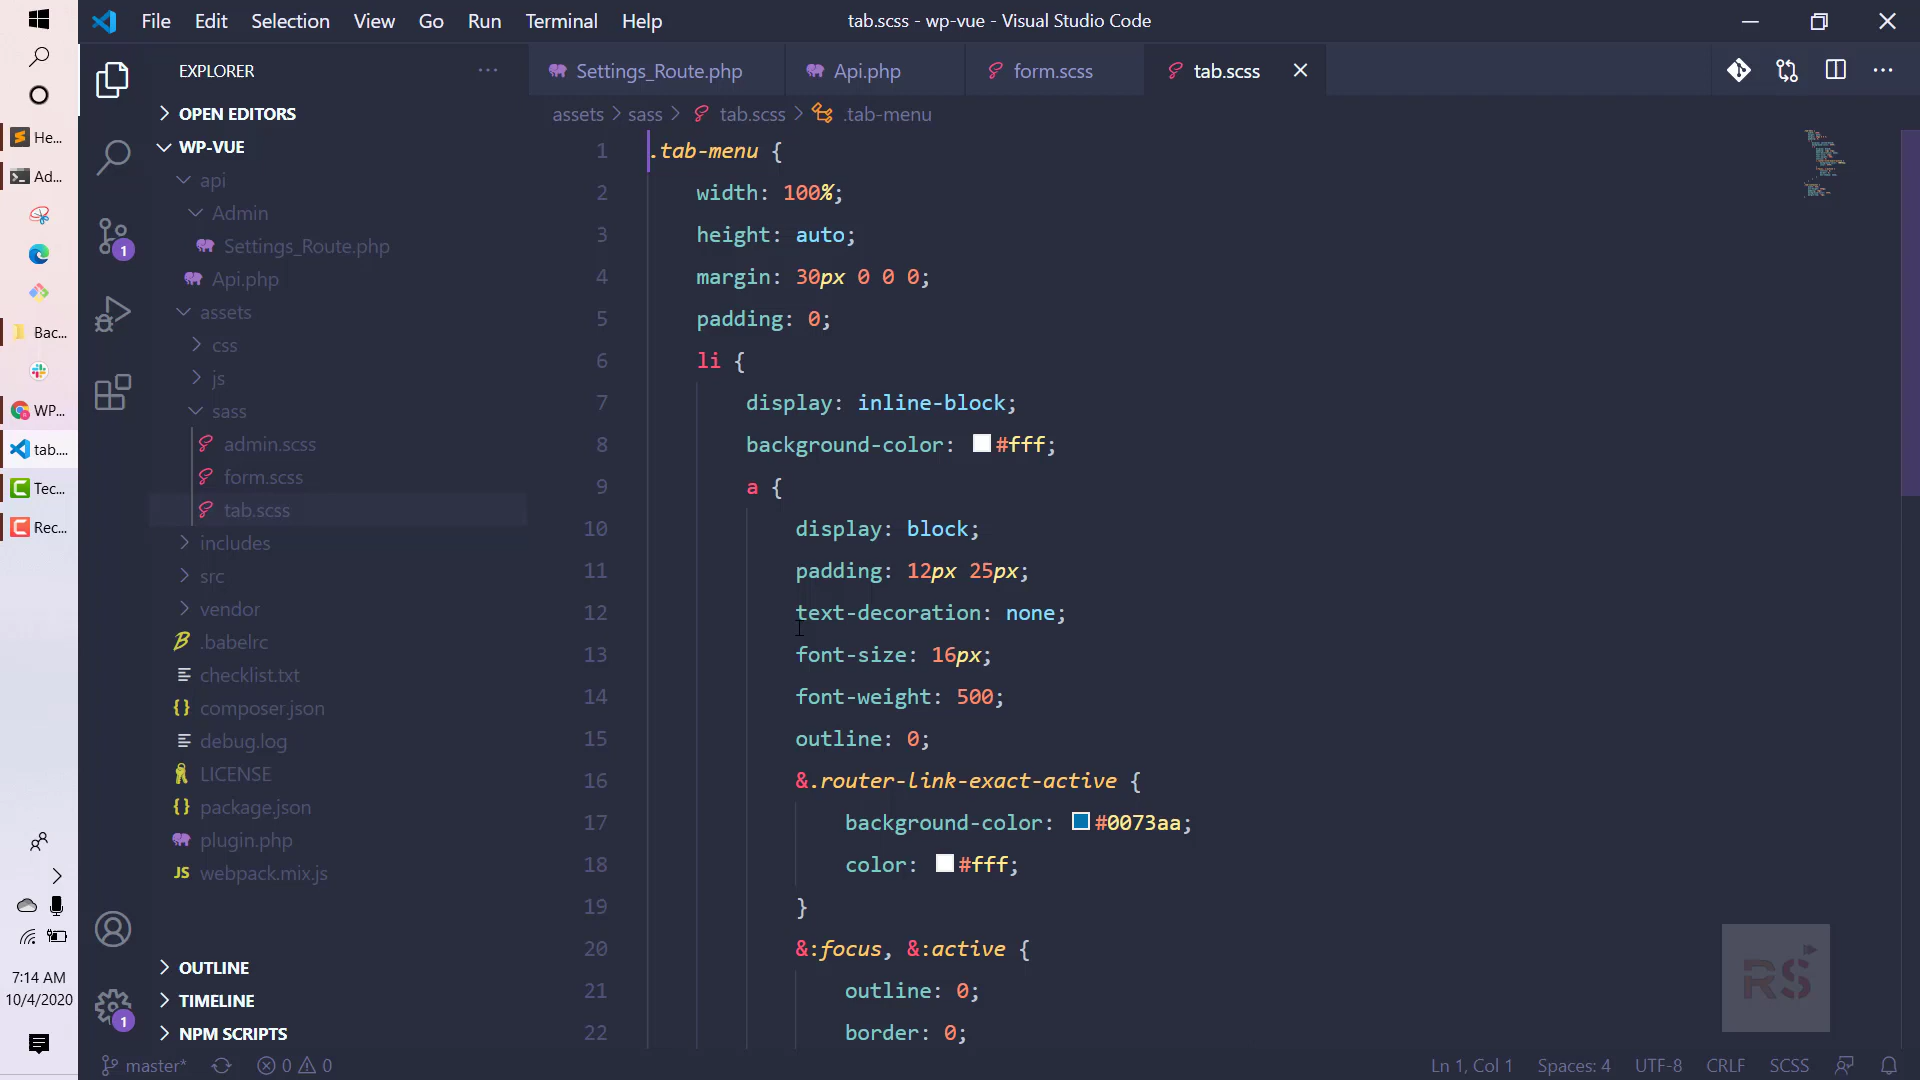 File Edit Selection View Go Run Terminal Help
tab.scss - wp-vue - Visual Studio Code
He...
Ad...
Bac...
WP...
tab....
Tec...
Rec...
7:14 AM
10/4/2020
EXPLORER
OPEN EDITORS
WP-VUE
api
Admin
Settings_Route.php
Api.php
assets
css
js
sass
admin.scss
form.scss
tab.scss
includes
src
vendor
.babelrc
checklist.txt
composer.json
debug.log
LICENSE
package.json
plugin.php
JS webpack.mix.js
OUTLINE
TIMELINE
NPM SCRIPTS
1
1
Settings_Route.php Api.php form.scss tab.scss
assets > sass > tab.scss > .tab-menu
1 .tab-menu {
2 width: 100%;
3 height: auto;
4 margin: 30px 0 0 0;
5 padding: 0;
6 li {
7 display: inline-block;
8 background-color: #fff;
9 a {
10 display: block;
11 padding: 12px 25px;
12 text-decoration: none;
13 font-size: 16px;
14 font-weight: 500;
15 outline: 0;
16 &.router-link-exact-active {
17 background-color: #0073aa;
18 color: #fff;
19 }
20 &:focus, &:active {
21 outline: 0;
22 border: 0;
RS
master* 0 0
Ln 1, Col 1 Spaces: 4 UTF-8 CRLF SCSS